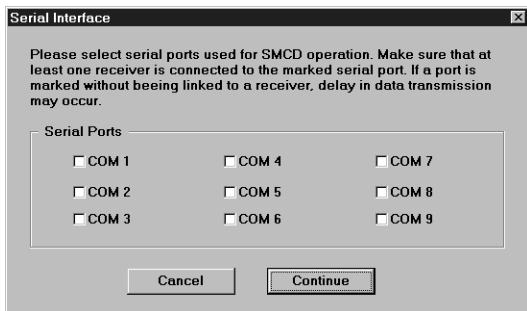 Serial Interface
Please select serial ports used for SMCD operation. Make sure that at
least one receiver is connected to the marked serial port. If a port is
marked without beeing linked to a receiver, delay in data transmission
may occur.
Serial Ports
COM 1 COM 4 COM 7
COM 2 COM 5 COM 8
COM 3 COM 6 COM 9
Cancel Continue